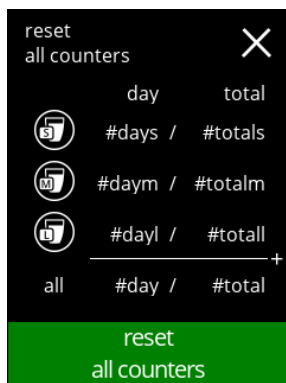 reset
all counters
day total
S #days / #totals
M #daym / #totalm
L #dayl / #totall
+
all #day / #total
reset
all counters